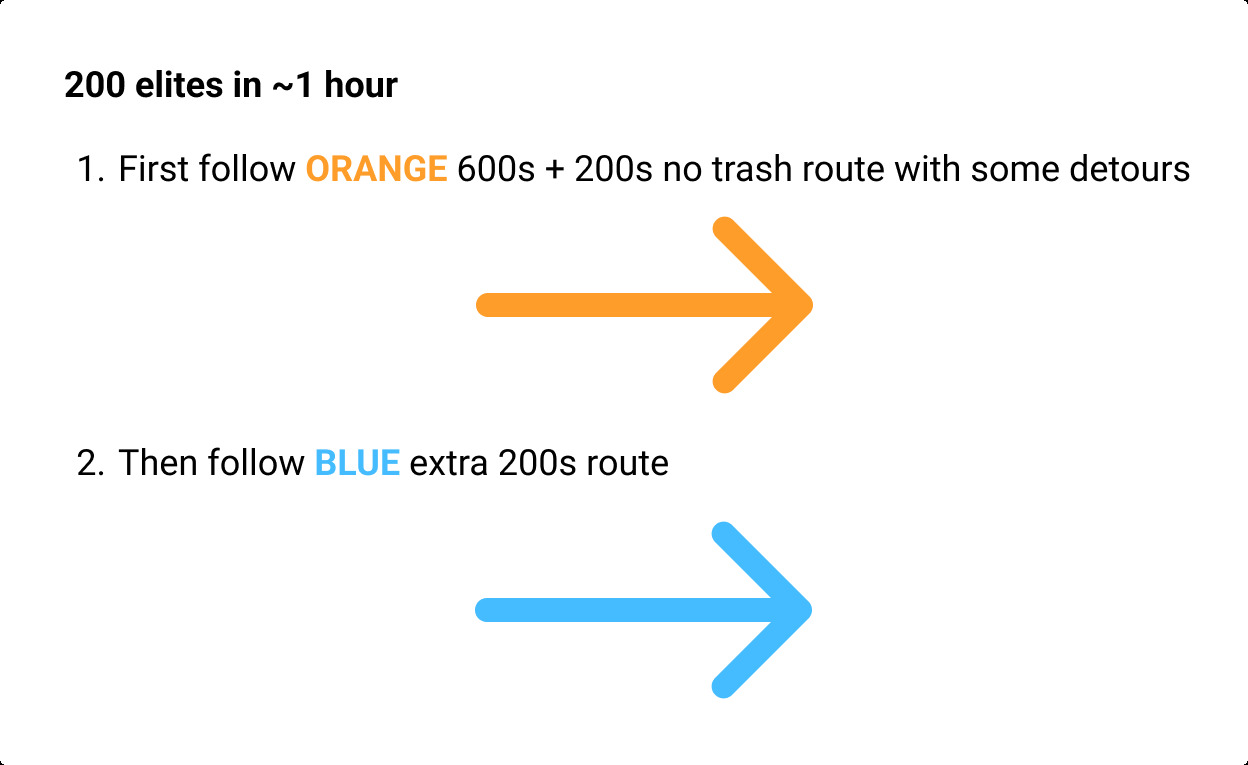 200 elites in ~1 hour
1. First follow ORANGE 600s + 200s no trash route with some detours
2. Then follow BLUE extra 200s route